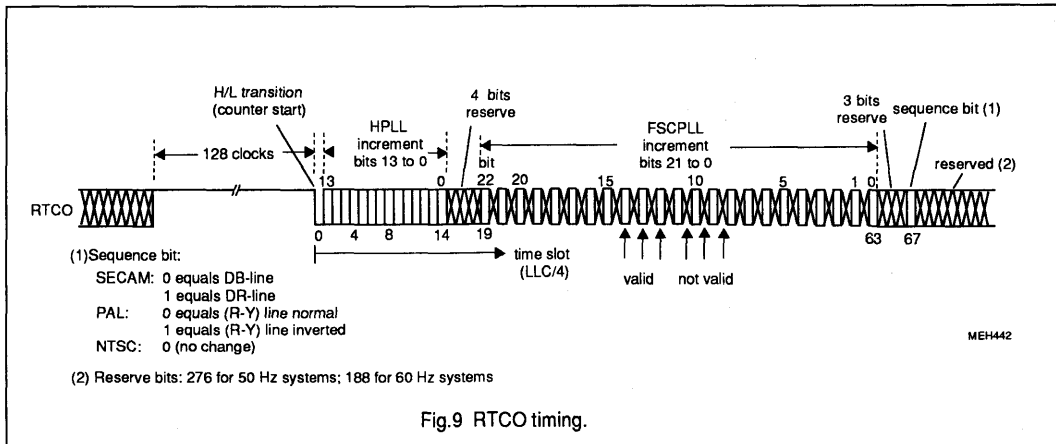 H/L transition
(counter start)
4 bits
reserve
3 bits
reserve
sequence bit (1)
HPLL
increment
bits 13 to 0
FSCPLL
increment
bits 21 to 0
128 clocks
bit
reserved (2)
13
0
22
20
15
10
5
1
0
RTCO
0
4
8
14
19
63
67
time slot
(LLC/4)
valid
not valid
(1)Sequence bit:
SECAM: 0 equals DB-line
1 equals DR-line
PAL: 0 equals (R-Y) line normal
1 equals (R-Y) line inverted
NTSC: 0 (no change)
MEH442
(2) Reserve bits: 276 for 50 Hz systems; 188 for 60 Hz systems
Fig.9 RTCO timing.